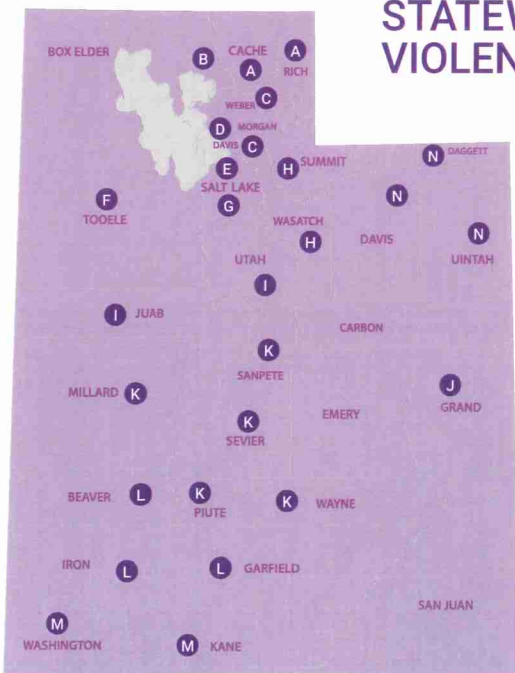 STATEW
VIOLEN
BOX ELDER
B
CACHE
A
A
RICH
WEBER
C
D
MORGAN
DAVIS
C
E
SALT LAKE
G
H
SUMMIT
N
DAGGETT
F
TOOELE
N
WASATCH
H
DAVIS
N
UINTAH
UTAH
I
I
JUAB
CARBON
K
SANPETE
MILLARD
K
J
GRAND
K
SEVIER
EMERY
BEAVER
L
K
PIUTE
K
WAYNE
IRON
L
L
GARFIELD
SAN JUAN
M
WASHINGTON
M
KANE